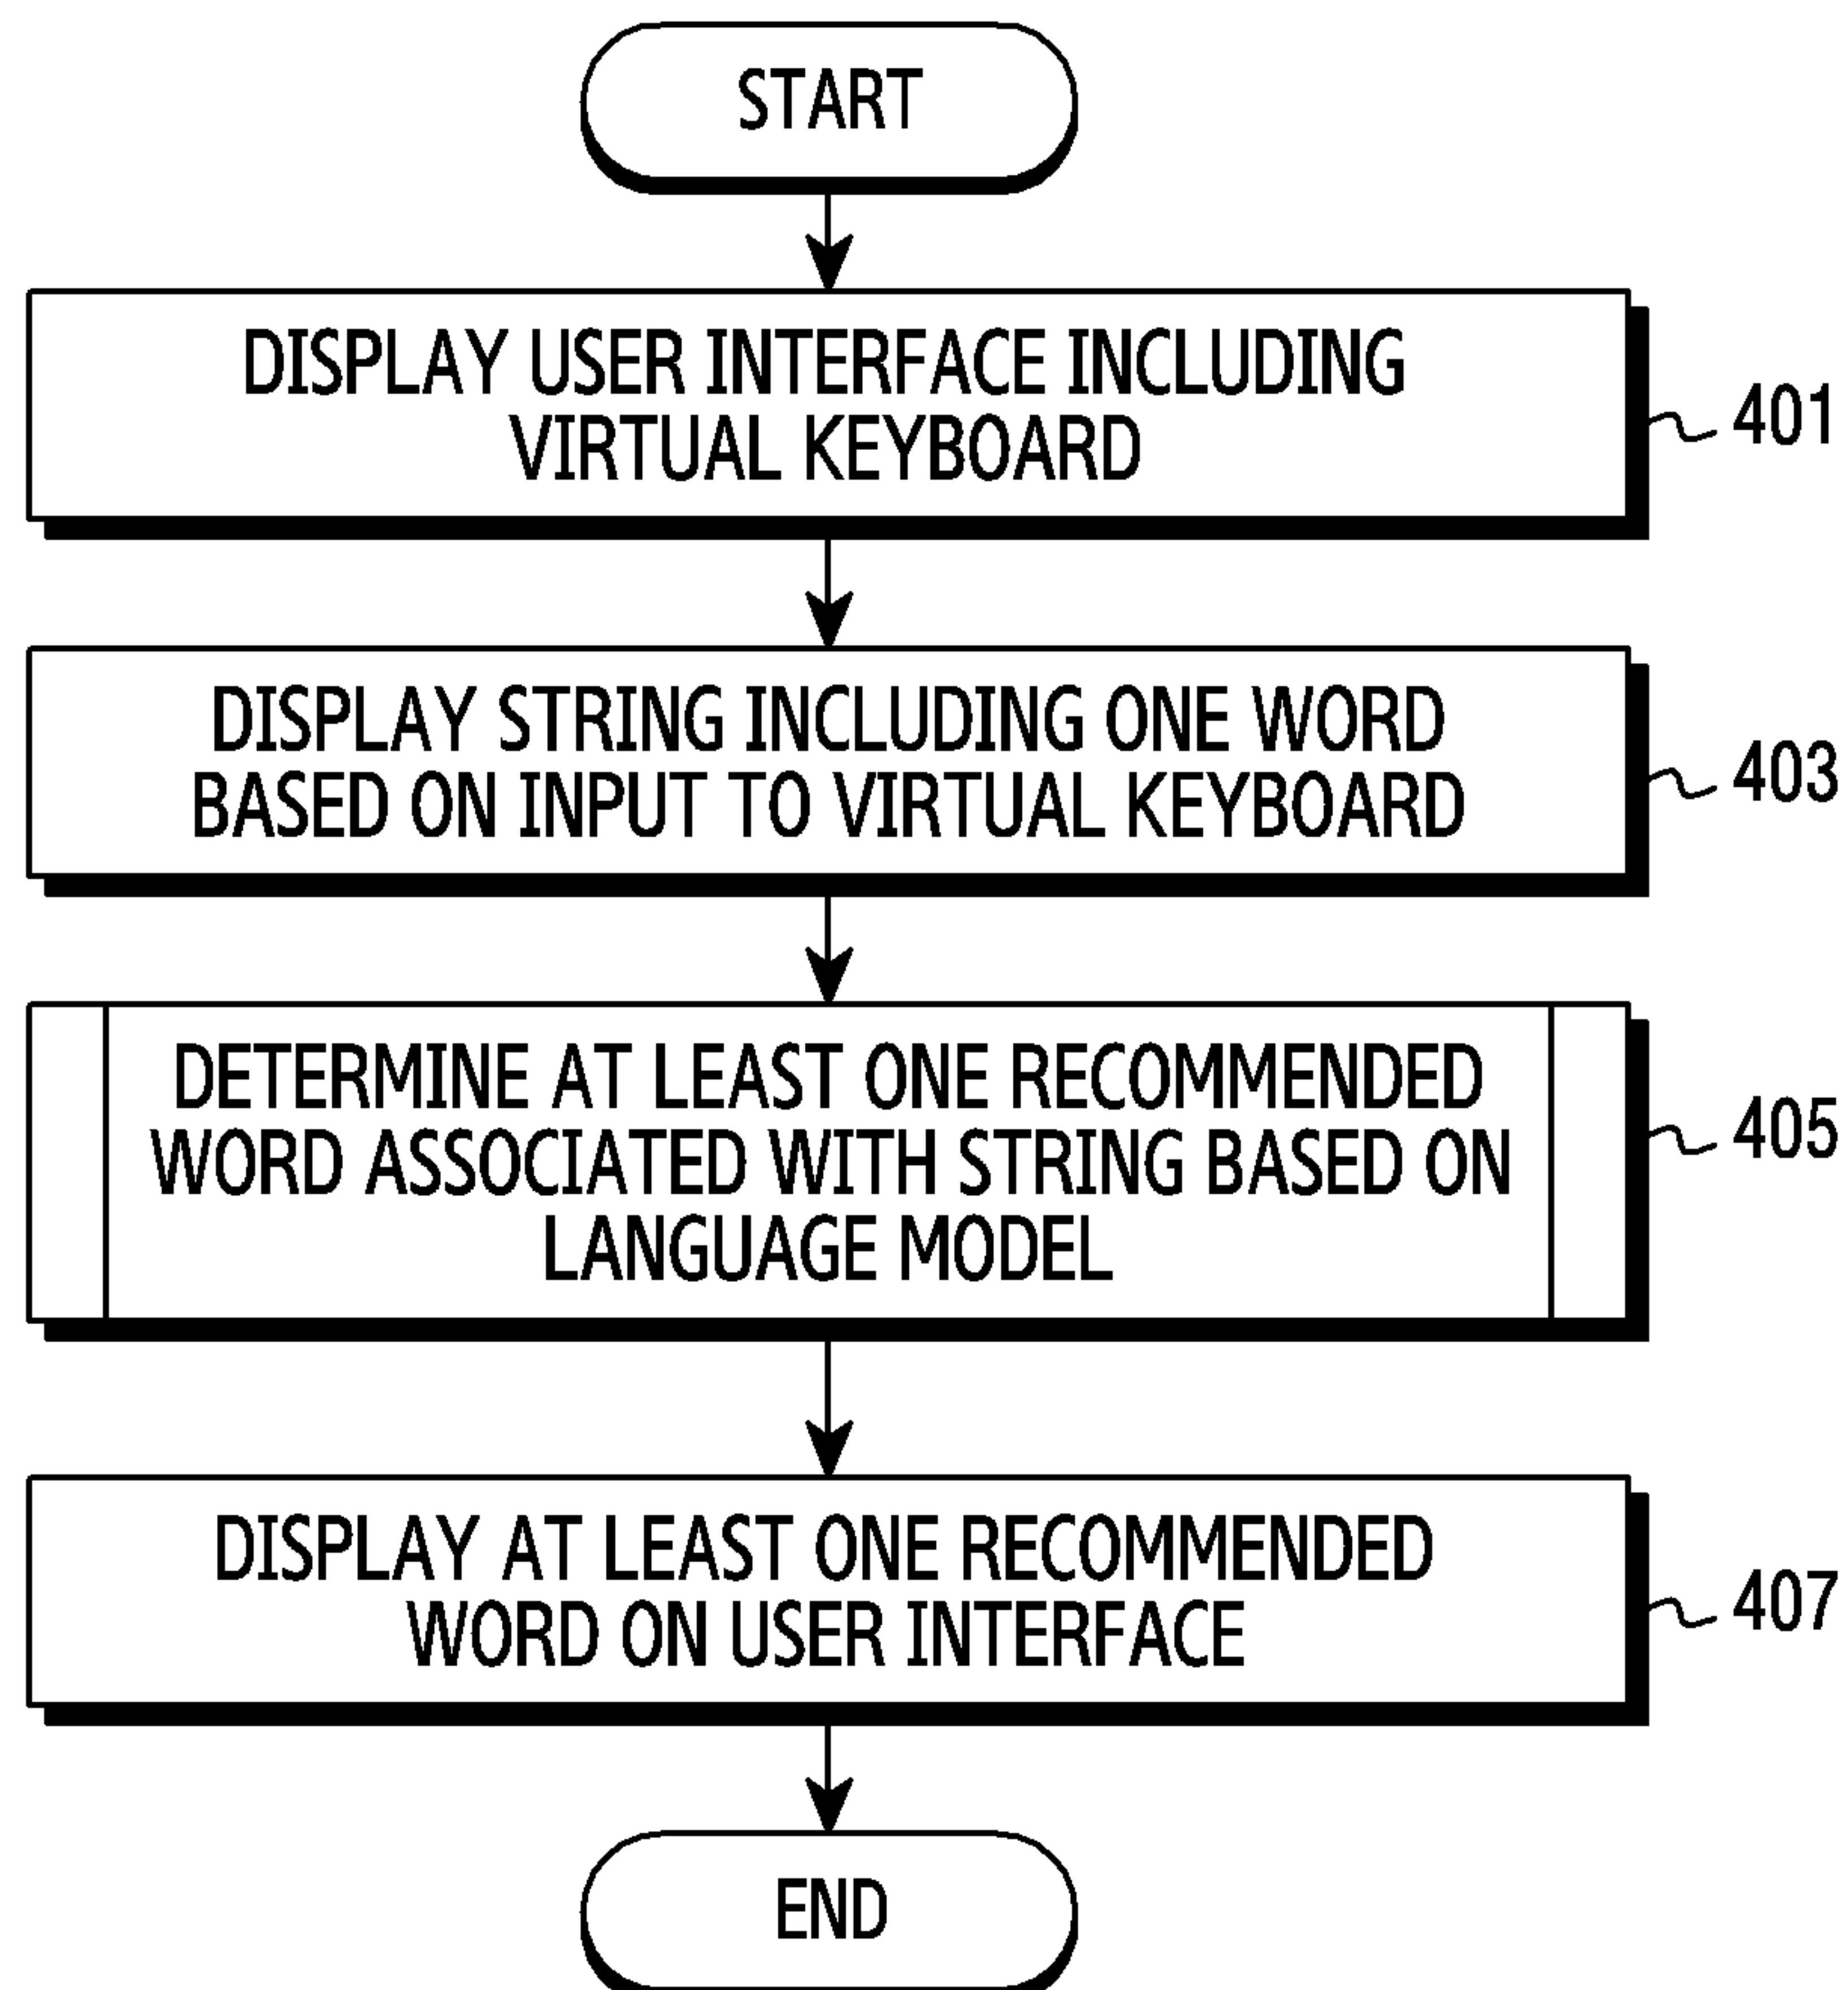 START
DISPLAY USER INTERFACE INCLUDING
VIRTUAL KEYBOARD
401
DISPLAY STRING INCLUDING ONE WORD
BASED ON INPUT TO VIRTUAL KEYBOARD
403
DETERMINE AT LEAST ONE RECOMMENDED
WORD ASSOCIATED WITH STRING BASED ON
LANGUAGE MODEL
405
DISPLAY AT LEAST ONE RECOMMENDED
WORD ON USER INTERFACE
407
END